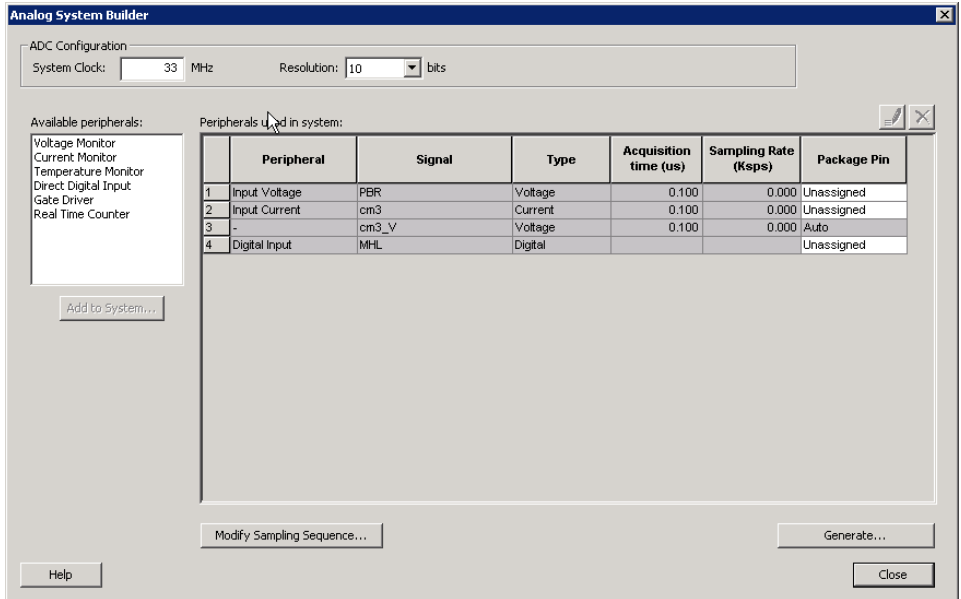 Analog System Builder
ADC Configuration
System Clock: 33 MHz Resolution: 10 bits
Available peripherals:
Voltage Monitor
Current Monitor
Temperature Monitor
Direct Digital Input
Gate Driver
Real Time Counter
Add to System...
Peripherals used in system:
Peripheral Signal Type Acquisition time (us) Sampling Rate (Ksps) Package Pin
1 Input Voltage PBR Voltage 0.100 0.000 Unassigned
2 Input Current cm3 Current 0.100 0.000 Unassigned
3 - cm3_V Voltage 0.100 0.000 Auto
4 Digital Input MHL Digital Unassigned
Modify Sampling Sequence... Generate...
Help Close